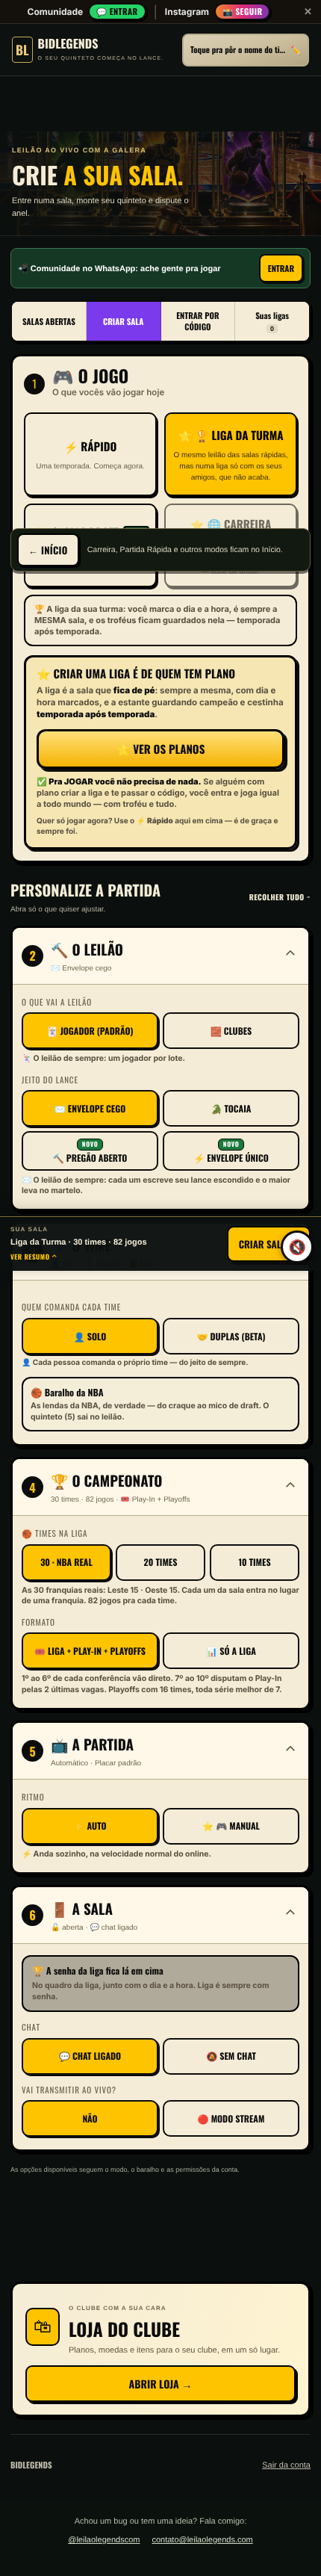 Comunidade 💬 ENTRAR Instagram 📸 SEGUIR ✕
BL BIDLEGENDS
O SEU QUINTETO COMEÇA NO LANCE.
Toque pra pôr o nome do ti... ✏️
LEILÃO AO VIVO COM A GALERA
CRIE A SUA SALA.
Entre numa sala, monte seu quinteto e dispute o
anel.
📲 Comunidade no WhatsApp: ache gente pra jogar
ENTRAR
SALAS ABERTAS
CRIAR SALA
ENTRAR POR
CÓDIGO
Suas ligas
0
1 🎮 O JOGO
O que vocês vão jogar hoje
⚡ RÁPIDO
Uma temporada. Começa agora.
⭐ 🏆 LIGA DA TURMA
O mesmo leilão das salas rápidas,
mas numa liga só com os seus
amigos, que não acaba.
⭐ 🌐 CARREIRA
← INÍCIO
Carreira, Partida Rápida e outros modos ficam no Início.
🏆 A liga da sua turma: você marca o dia e a hora, é sempre a
MESMA sala, e os troféus ficam guardados nela — temporada
após temporada.
⭐ CRIAR UMA LIGA É DE QUEM TEM PLANO
A liga é a sala que fica de pé: sempre a mesma, com dia e
hora marcados, e a estante guardando campeão e cestinha
temporada após temporada.
⭐ VER OS PLANOS
✅ Pra JOGAR você não precisa de nada. Se alguém com
plano criar a liga e te passar o código, você entra e joga igual
a todo mundo — com troféu e tudo.
Quer só jogar agora? Use o ⚡ Rápido aqui em cima — é de graça e
sempre foi.
PERSONALIZE A PARTIDA
Abra só o que quiser ajustar.
RECOLHER TUDO −
2 🔨 O LEILÃO
✉️ Envelope cego
O QUE VAI A LEILÃO
🃏 JOGADOR (PADRÃO)
🧱 CLUBES
🃏 O leilão de sempre: um jogador por lote.
JEITO DO LANCE
✉️ ENVELOPE CEGO
🐊 TOCAIA
NOVO
🔨 PREGÃO ABERTO
NOVO
⚡ ENVELOPE ÚNICO
✉️ O leilão de sempre: cada um escreve seu lance escondido e o maior
leva no martelo.
SUA SALA
Liga da Turma · 30 times · 82 jogos
VER RESUMO ^
CRIAR
QUEM COMANDA CADA TIME
👤 SOLO
🤝 DUPLAS (BETA)
👤 Cada pessoa comanda o próprio time — do jeito de sempre.
🏀 Baralho da NBA
As lendas da NBA, de verdade — do craque ao mico de draft. O
quinteto (5) sai no leilão.
4 🏆 O CAMPEONATO
30 times · 82 jogos · 🎟️ Play-In + Playoffs
🏀 TIMES NA LIGA
30 · NBA REAL
20 TIMES
10 TIMES
As 30 franquias reais: Leste 15 · Oeste 15. Cada um da sala entra no lugar
de uma franquia. 82 jogos pra cada time.
FORMATO
🎟️ LIGA + PLAY-IN + PLAYOFFS
📊 SÓ A LIGA
1º ao 6º de cada conferência vão direto. 7º ao 10º disputam o Play-In
pelas 2 últimas vagas. Playoffs com 16 times, toda série melhor de 7.
5 📺 A PARTIDA
Automático · Placar padrão
RITMO
⚡ AUTO
⭐ 🎮 MANUAL
⚡ Anda sozinho, na velocidade normal do online.
6 🚪 A SALA
🔓 aberta · 💬 chat ligado
🏆 A senha da liga fica lá em cima
No quadro da liga, junto com o dia e a hora. Liga é sempre com
senha.
CHAT
💬 CHAT LIGADO
🔕 SEM CHAT
VAI TRANSMITIR AO VIVO?
NÃO
🔴 MODO STREAM
As opções disponíveis seguem o modo, o baralho e as permissões da conta.
O CLUBE COM A SUA CARA
LOJA DO CLUBE
Planos, moedas e itens para o seu clube, em um só lugar.
ABRIR LOJA →
BIDLEGENDS
Sair da conta
Achou um bug ou tem uma ideia? Fala comigo:
@leilaolegendscom contato@leilaolegends.com